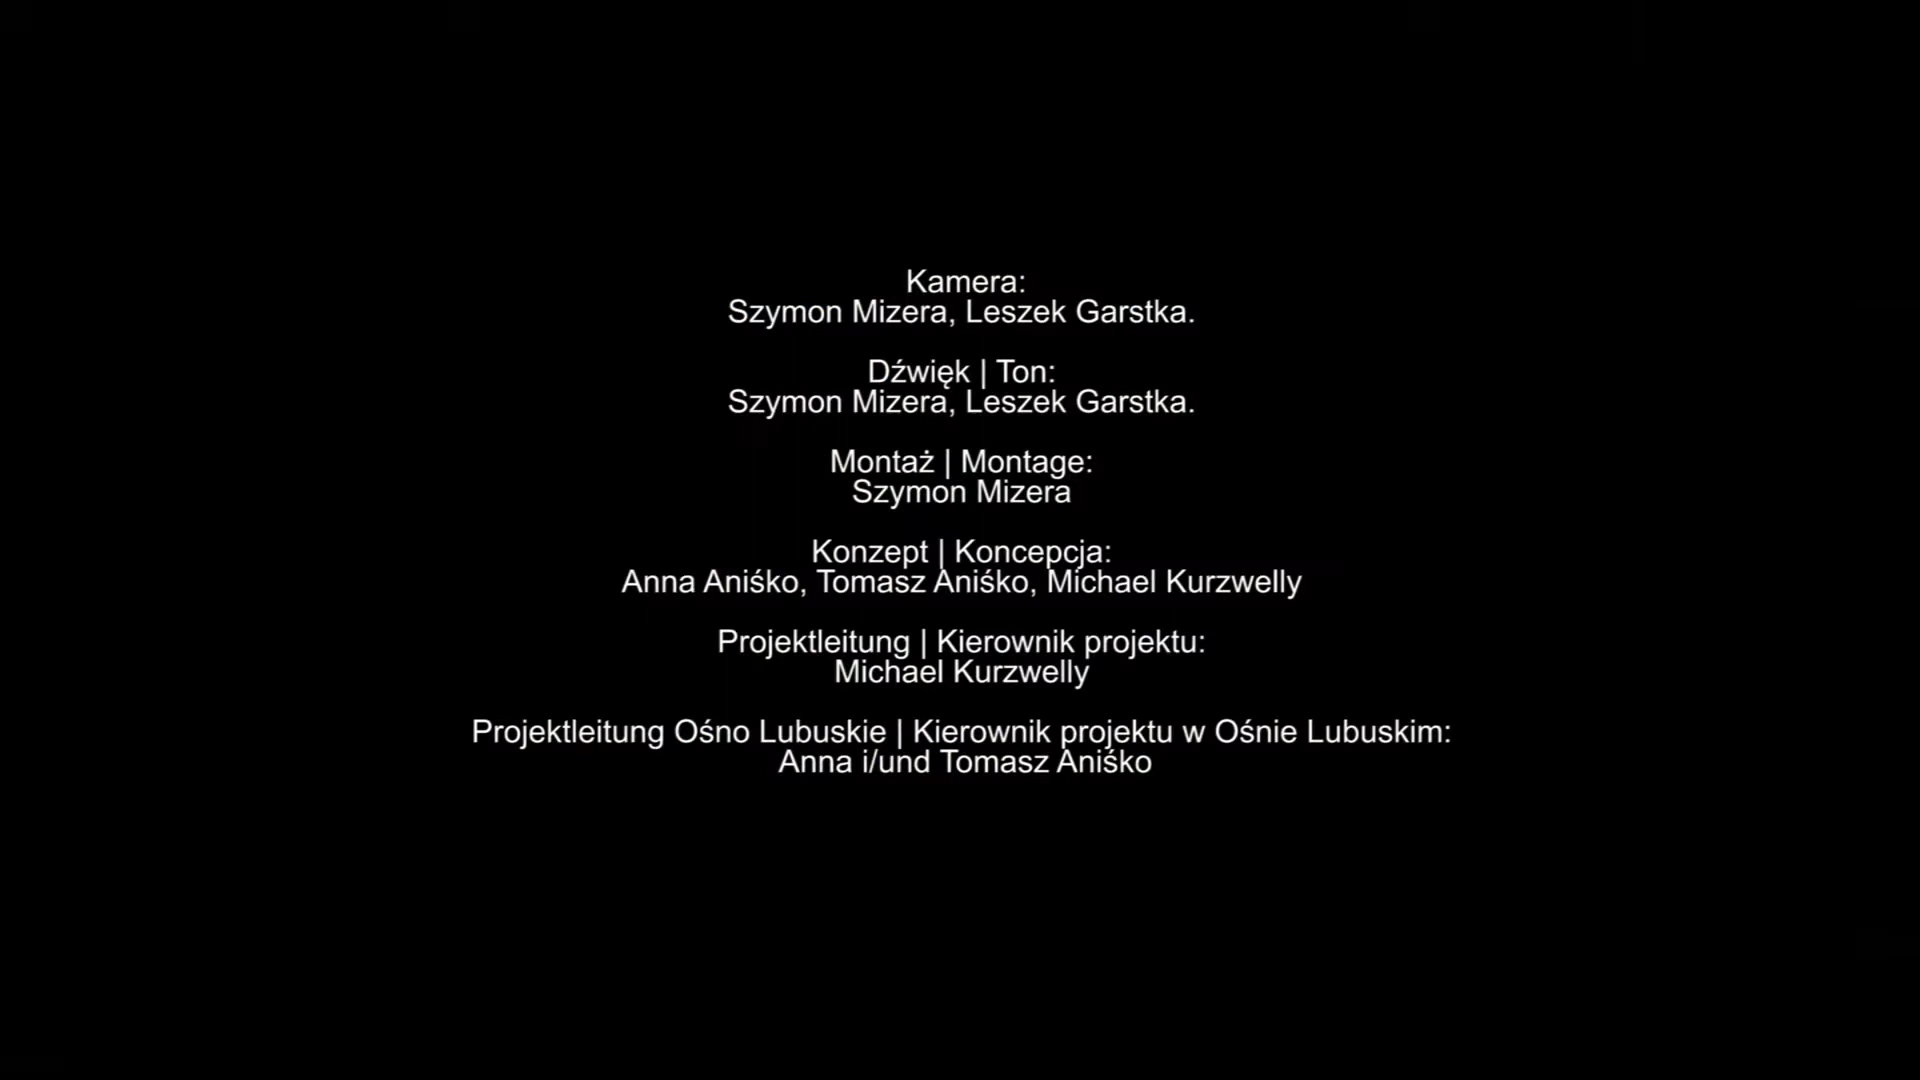 Kamera:
Szymon Mizera, Leszek Garstka.
Dźwięk | Ton:
Szymon Mizera, Leszek Garstka.
Montaż | Montage:
Szymon Mizera
Konzept | Koncepcja:
Anna Aniśko, Tomasz Aniśko, Michael Kurzwelly
Projektleitung | Kierownik projektu:
Michael Kurzwelly
Projektleitung Ośno Lubuskie | Kierownik projektu w Ośnie Lubuskim:
Anna i/und Tomasz Aniśko